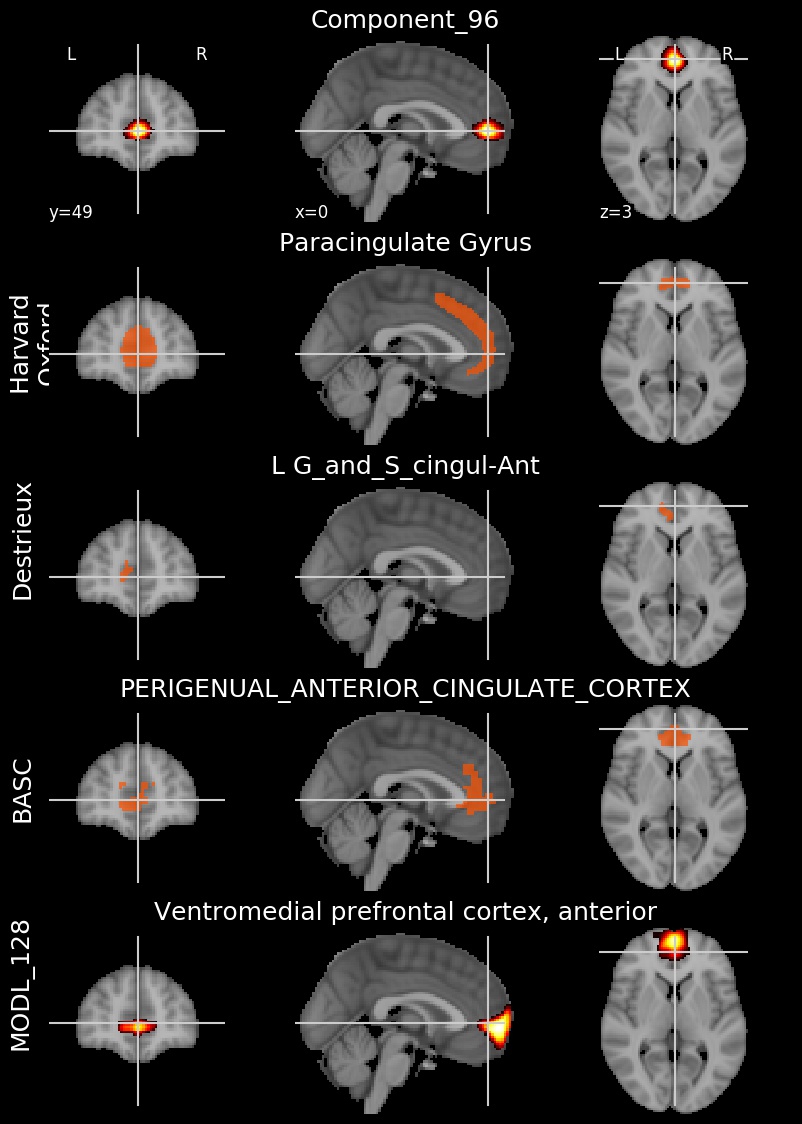 Component_96
L R L R
y=49 x=0 z=3
Paracingulate Gyrus
Harvard
L G_and_S_cingul-Ant
Destrieux
PERIGENUAL_ANTERIOR_CINGULATE_CORTEX
BASC
Ventromedial prefrontal cortex, anterior
MODL_128